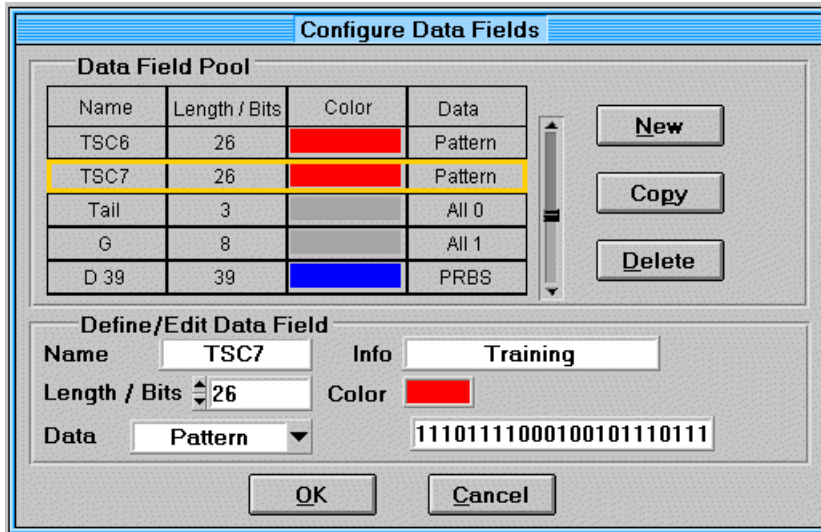 Configure Data Fields
Data Field Pool
Name Length / Bits Color Data
TSC6 26 Pattern
TSC7 26 Pattern
Tail 3 All 0
G 8 All 1
D 39 39 PRBS
New
Copy
Delete
Define/Edit Data Field
Name TSC7 Info Training
Length / Bits 26 Color
Data Pattern 11101111000100101110111
OK Cancel